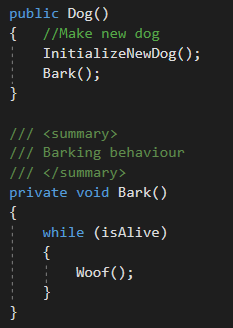 public Dog()
{   //Make new dog
    InitializeNewDog();
    Bark();
}

/// <summary>
/// Barking behaviour
/// </summary>
private void Bark()
{
    while (isAlive)
    {
        Woof();
    }
}